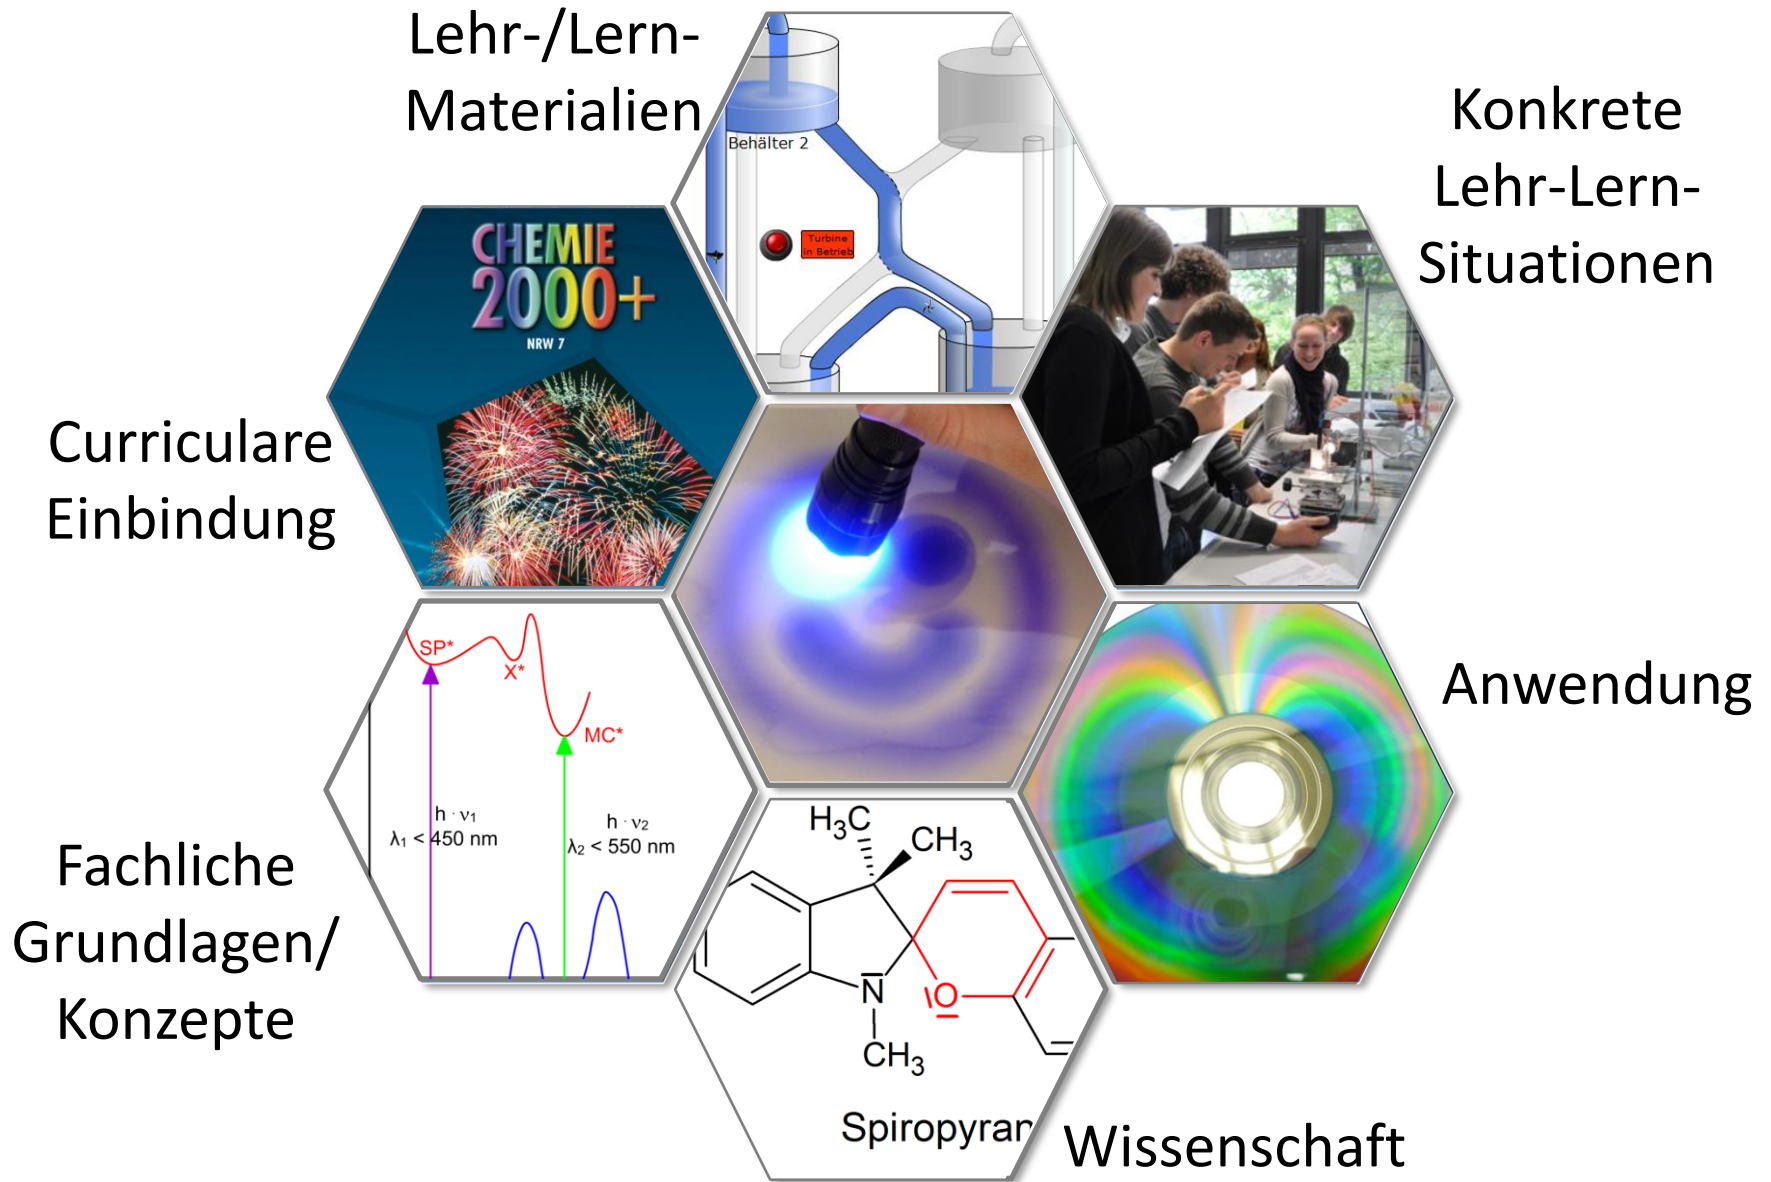 Lehr-/Lern-
Materialien
Behälter 2
Turbine
in Betrieb
Konkrete
Lehr-Lern-
Situationen
CHEMIE
2000+
NRW 7
Curriculare
Einbindung
SP*
X*
MC*
h · ν₁
λ₁ < 450 nm
h · ν₂
λ₂ < 550 nm
Anwendung
Fachliche
Grundlagen/
Konzepte
H₃C
CH₃
N
O
CH₃
Spiropyran
Wissenschaft